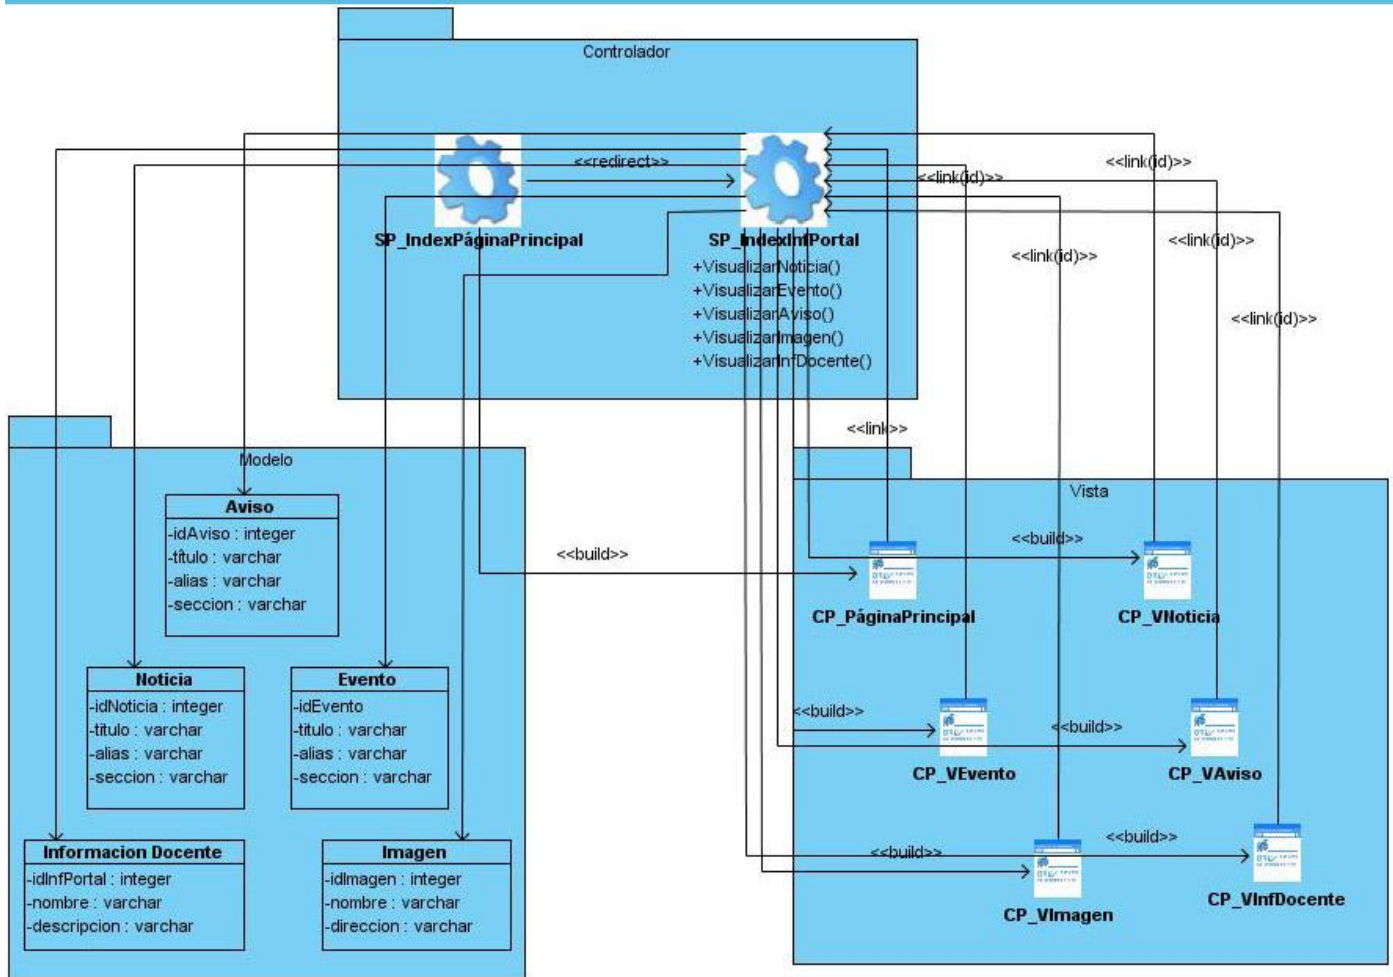 Controlador
<<redirect>>
<<link(id)>>
<<link(id)>>
SP_IndexPáginaPrincipal
SP_IndexInfPortal
<<link(id)>>
<<link(id)>>
+VisualizarNoticia()
+VisualizarEvento()
+VisualizarAviso()
+VisualizarImagen()
+VisualizarInfDocente()
<<link(id)>>
<<link>>
Modelo
Aviso
-idAviso : integer
-título : varchar
-alias : varchar
-seccion : varchar
Noticia
-idNoticia : integer
-titulo : varchar
-alias : varchar
-seccion : varchar
Evento
-idEvento
-titulo : varchar
-alias : varchar
-seccion : varchar
Informacion Docente
-idInfPortal : integer
-nombre : varchar
-descripcion : varchar
Imagen
-idImagen : integer
-nombre : varchar
-direccion : varchar
<<build>>
Vista
<<build>>
CP_PáginaPrincipal
CP_VNoticia
<<build>>
<<build>>
CP_VEvento
CP_VAviso
<<build>>
<<build>>
CP_VImagen
CP_VInfDocente